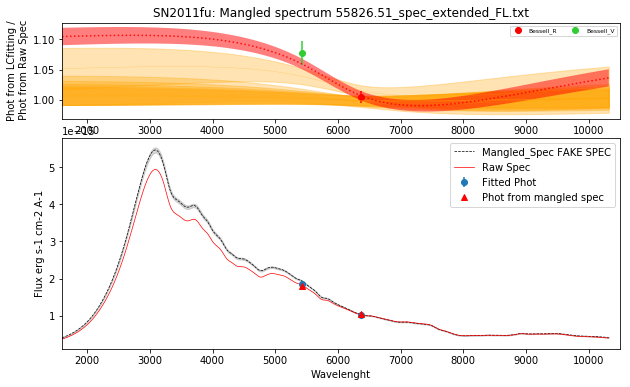 SN2011fu: Mangled spectrum 55826.51_spec_extended_FL.txt
Phot from LCfitting /
Phot from Raw Spec
1.10
1.05
1.00
Bessell_R
Bessell_V
2000 3000 4000 5000 6000 7000 8000 9000 10000
1e−15
Flux erg s-1 cm-2 A-1
5
4
3
2
1
Mangled_Spec FAKE SPEC
Raw Spec
Fitted Phot
Phot from mangled spec
2000 3000 4000 5000 6000 7000 8000 9000 10000
Wavelenght